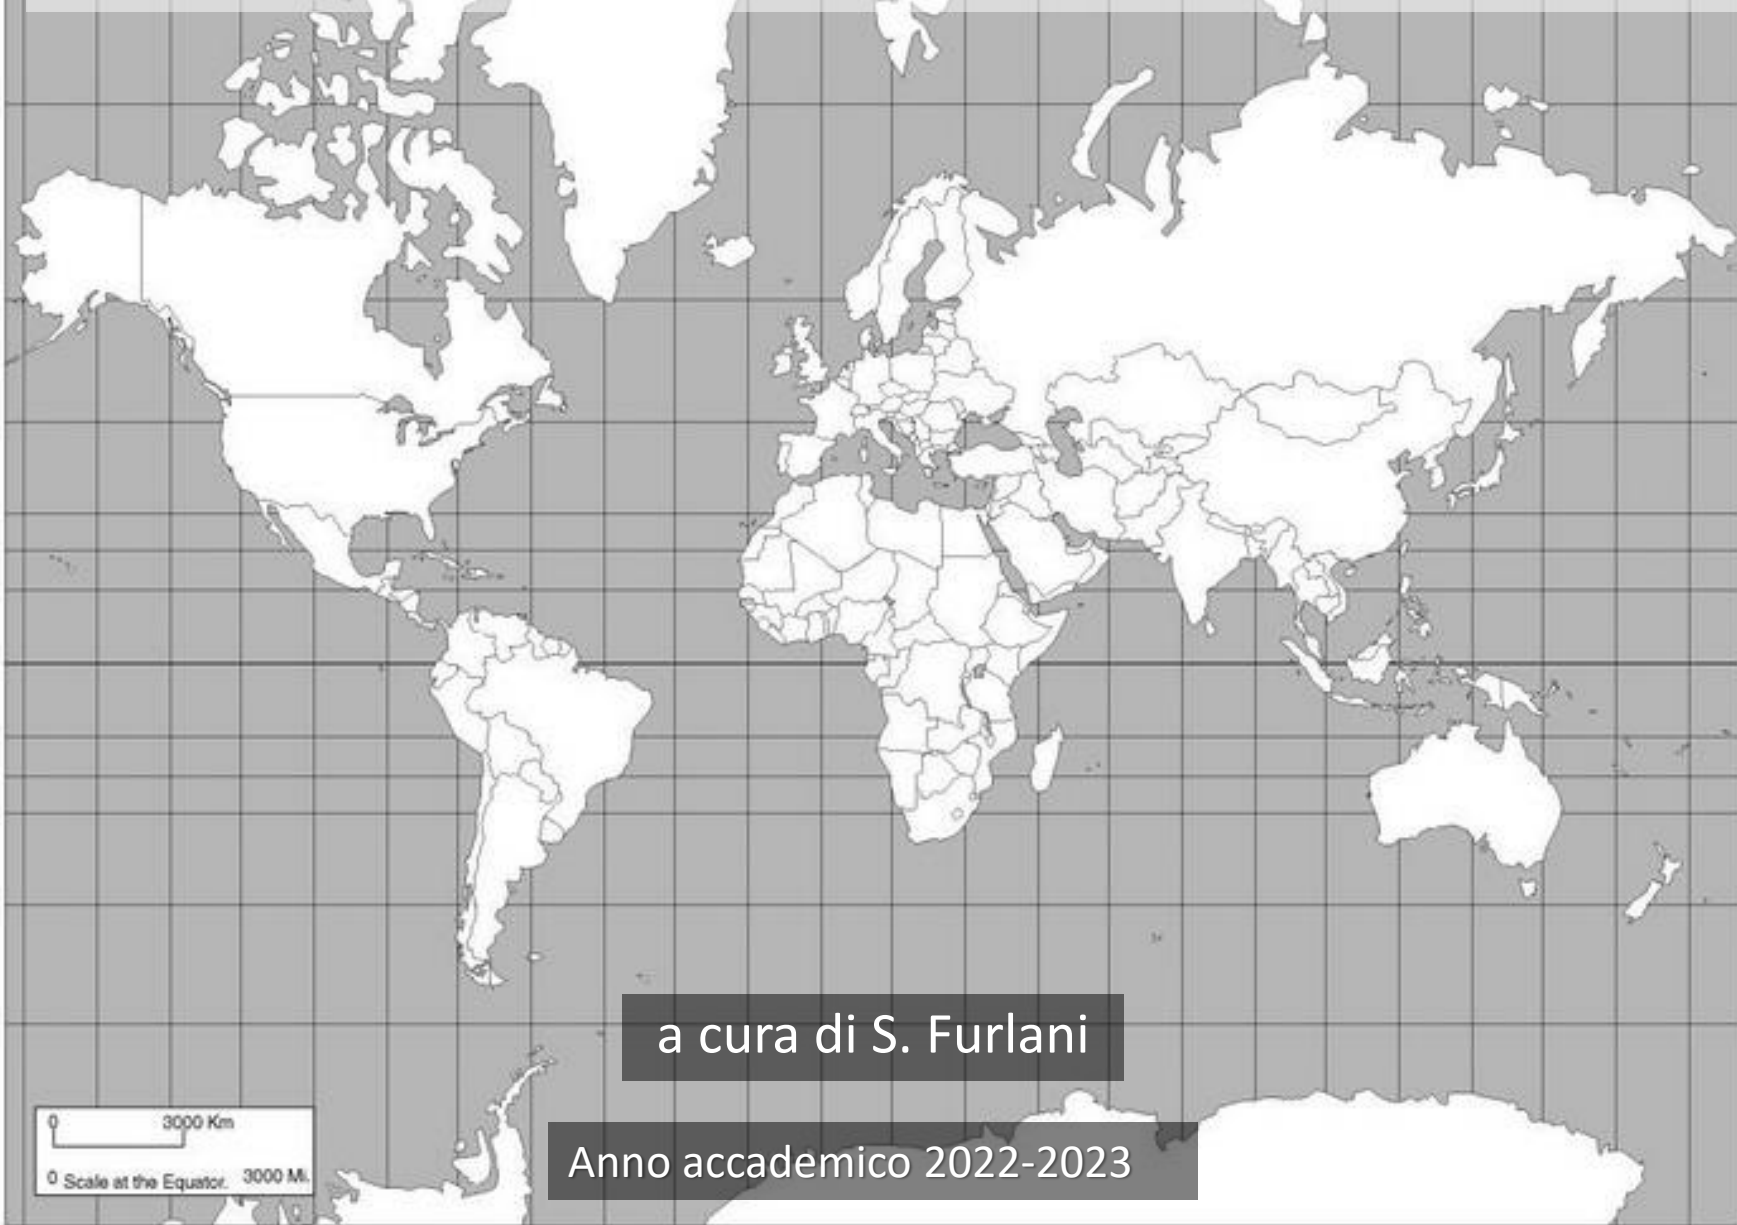 a cura di S. Furlani
0 3000 Km
Anno accademico 2022-2023
0 Scale at the Equator. 3000 Mi.